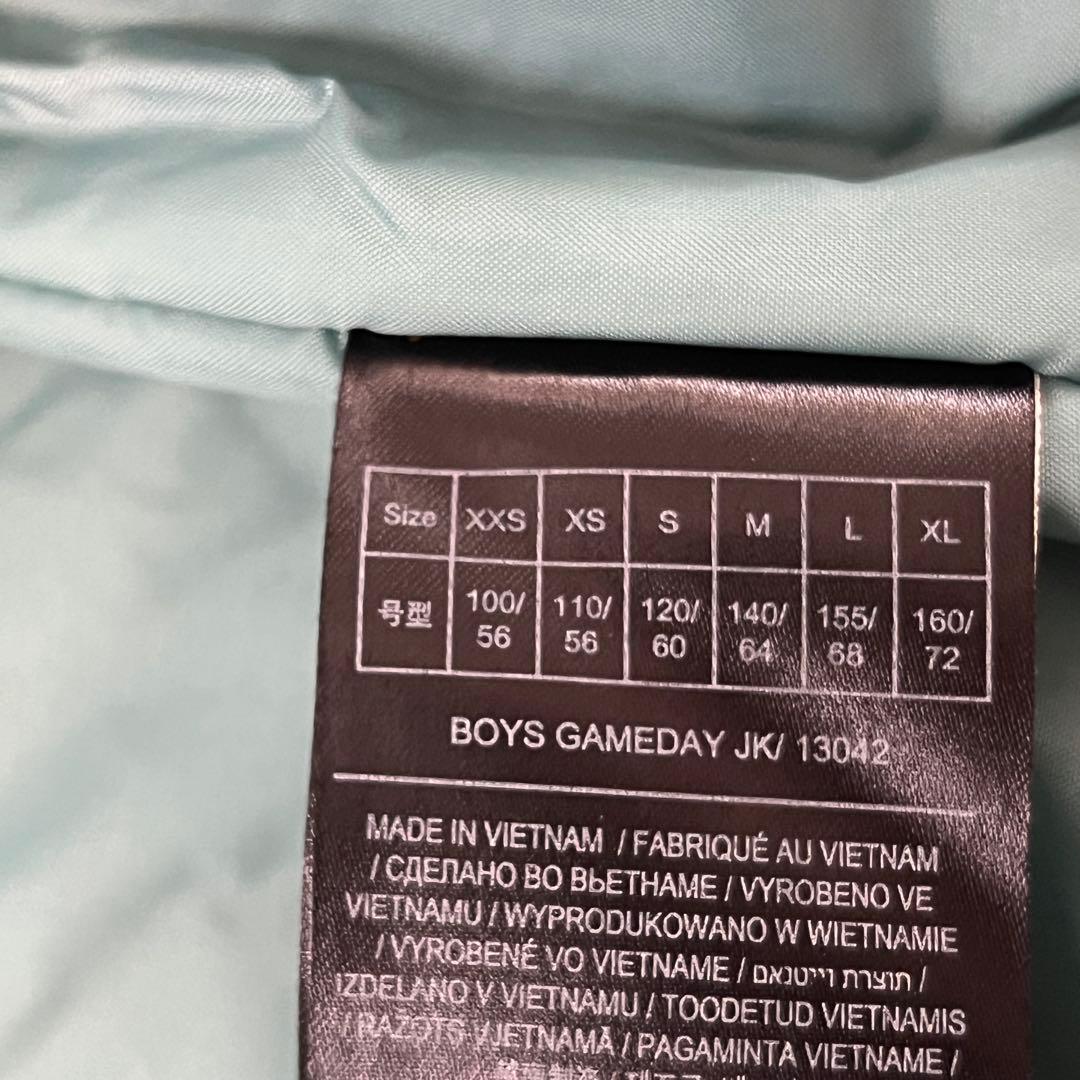 Size XXS XS S M L XL
号型 100/56 110/56 120/60 140/64 155/68 160/72
BOYS GAMEDAY JK/ 13042
MADE IN VIETNAM / FABRIQUÉ AU VIETNAM
/ СДЕЛАНО ВО ВЬЕТНАМЕ / VYROBENO VE
VIETNAMU / WYPRODUKOWANO W WIETNAMIE
/ VYROBENÉ VO VIETNAME / תוצרת וייטנאם /
IZDELANO V VIETNAMU / TOODETUD VIETNAMIS
/ RAŽOTS VJETNAMĀ / PAGAMINTA VIETNAME /